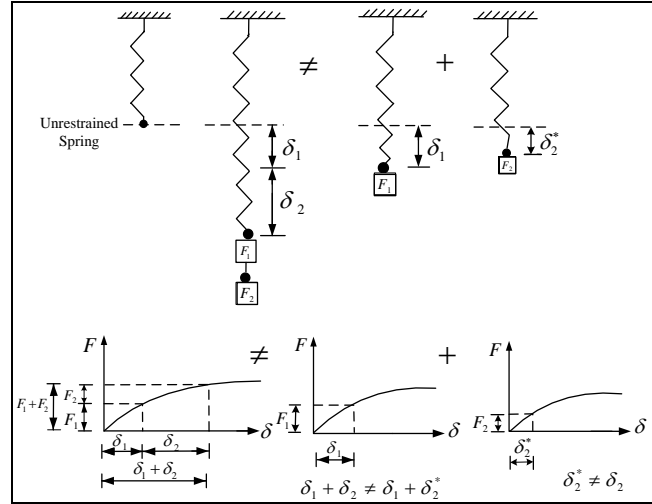 ≠
+
Unrestrained
Spring
δ₁
δ₂
F₁
F₂
δ₁
F₁
δ₂*
F₂
F
≠
F
+
F
F₁+F₂
F₂
F₁
δ₁
δ₂
δ
δ₁ + δ₂
F₁
δ₁
δ
F₂
δ₂*
δ
δ₁ + δ₂ ≠ δ₁ + δ₂*
δ₂* ≠ δ₂